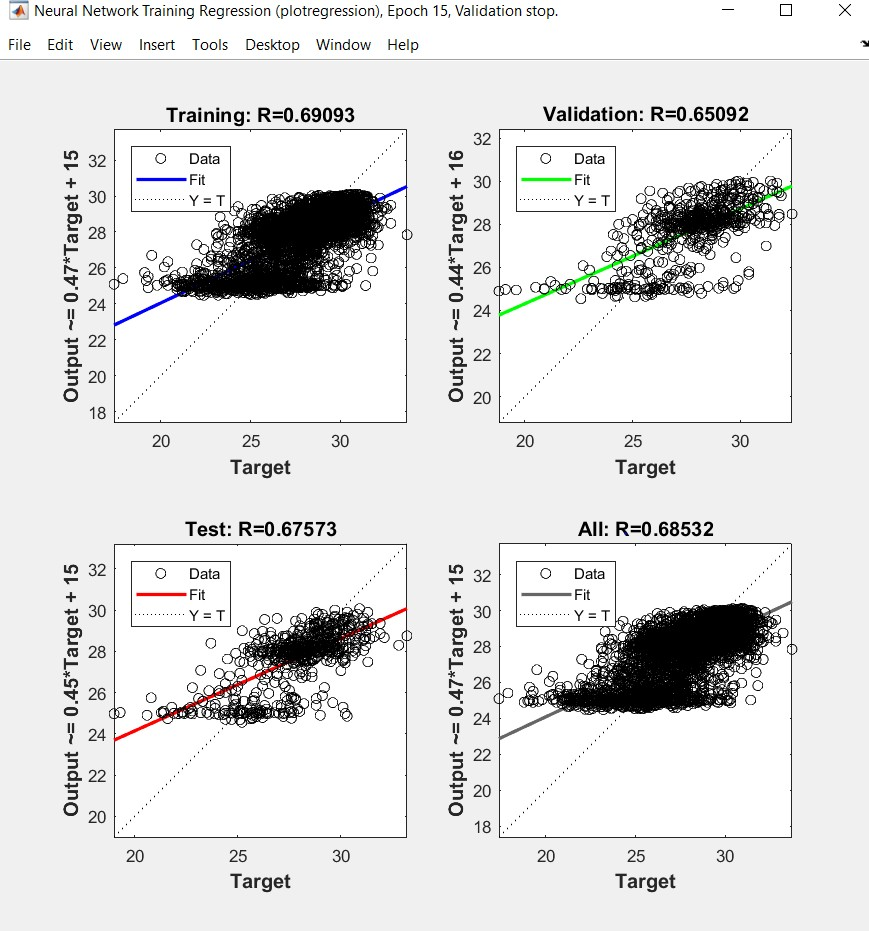 Neural Network Training Regression (plotregression), Epoch 15, Validation stop.
File Edit View Insert Tools Desktop Window Help
Training: R=0.69093
Output ~= 0.47*Target + 15
32
30
28
26
24
22
20
18
Data
Fit
Y = T
20 25 30
Target
Validation: R=0.65092
Output ~= 0.44*Target + 16
32
30
28
26
24
22
20
Data
Fit
Y = T
20 25 30
Target
Test: R=0.67573
Output ~= 0.45*Target + 15
32
30
28
26
24
22
20
Data
Fit
Y = T
20 25 30
Target
All: R=0.68532
Output ~= 0.47*Target + 15
32
30
28
26
24
22
20
18
Data
Fit
Y = T
20 25 30
Target